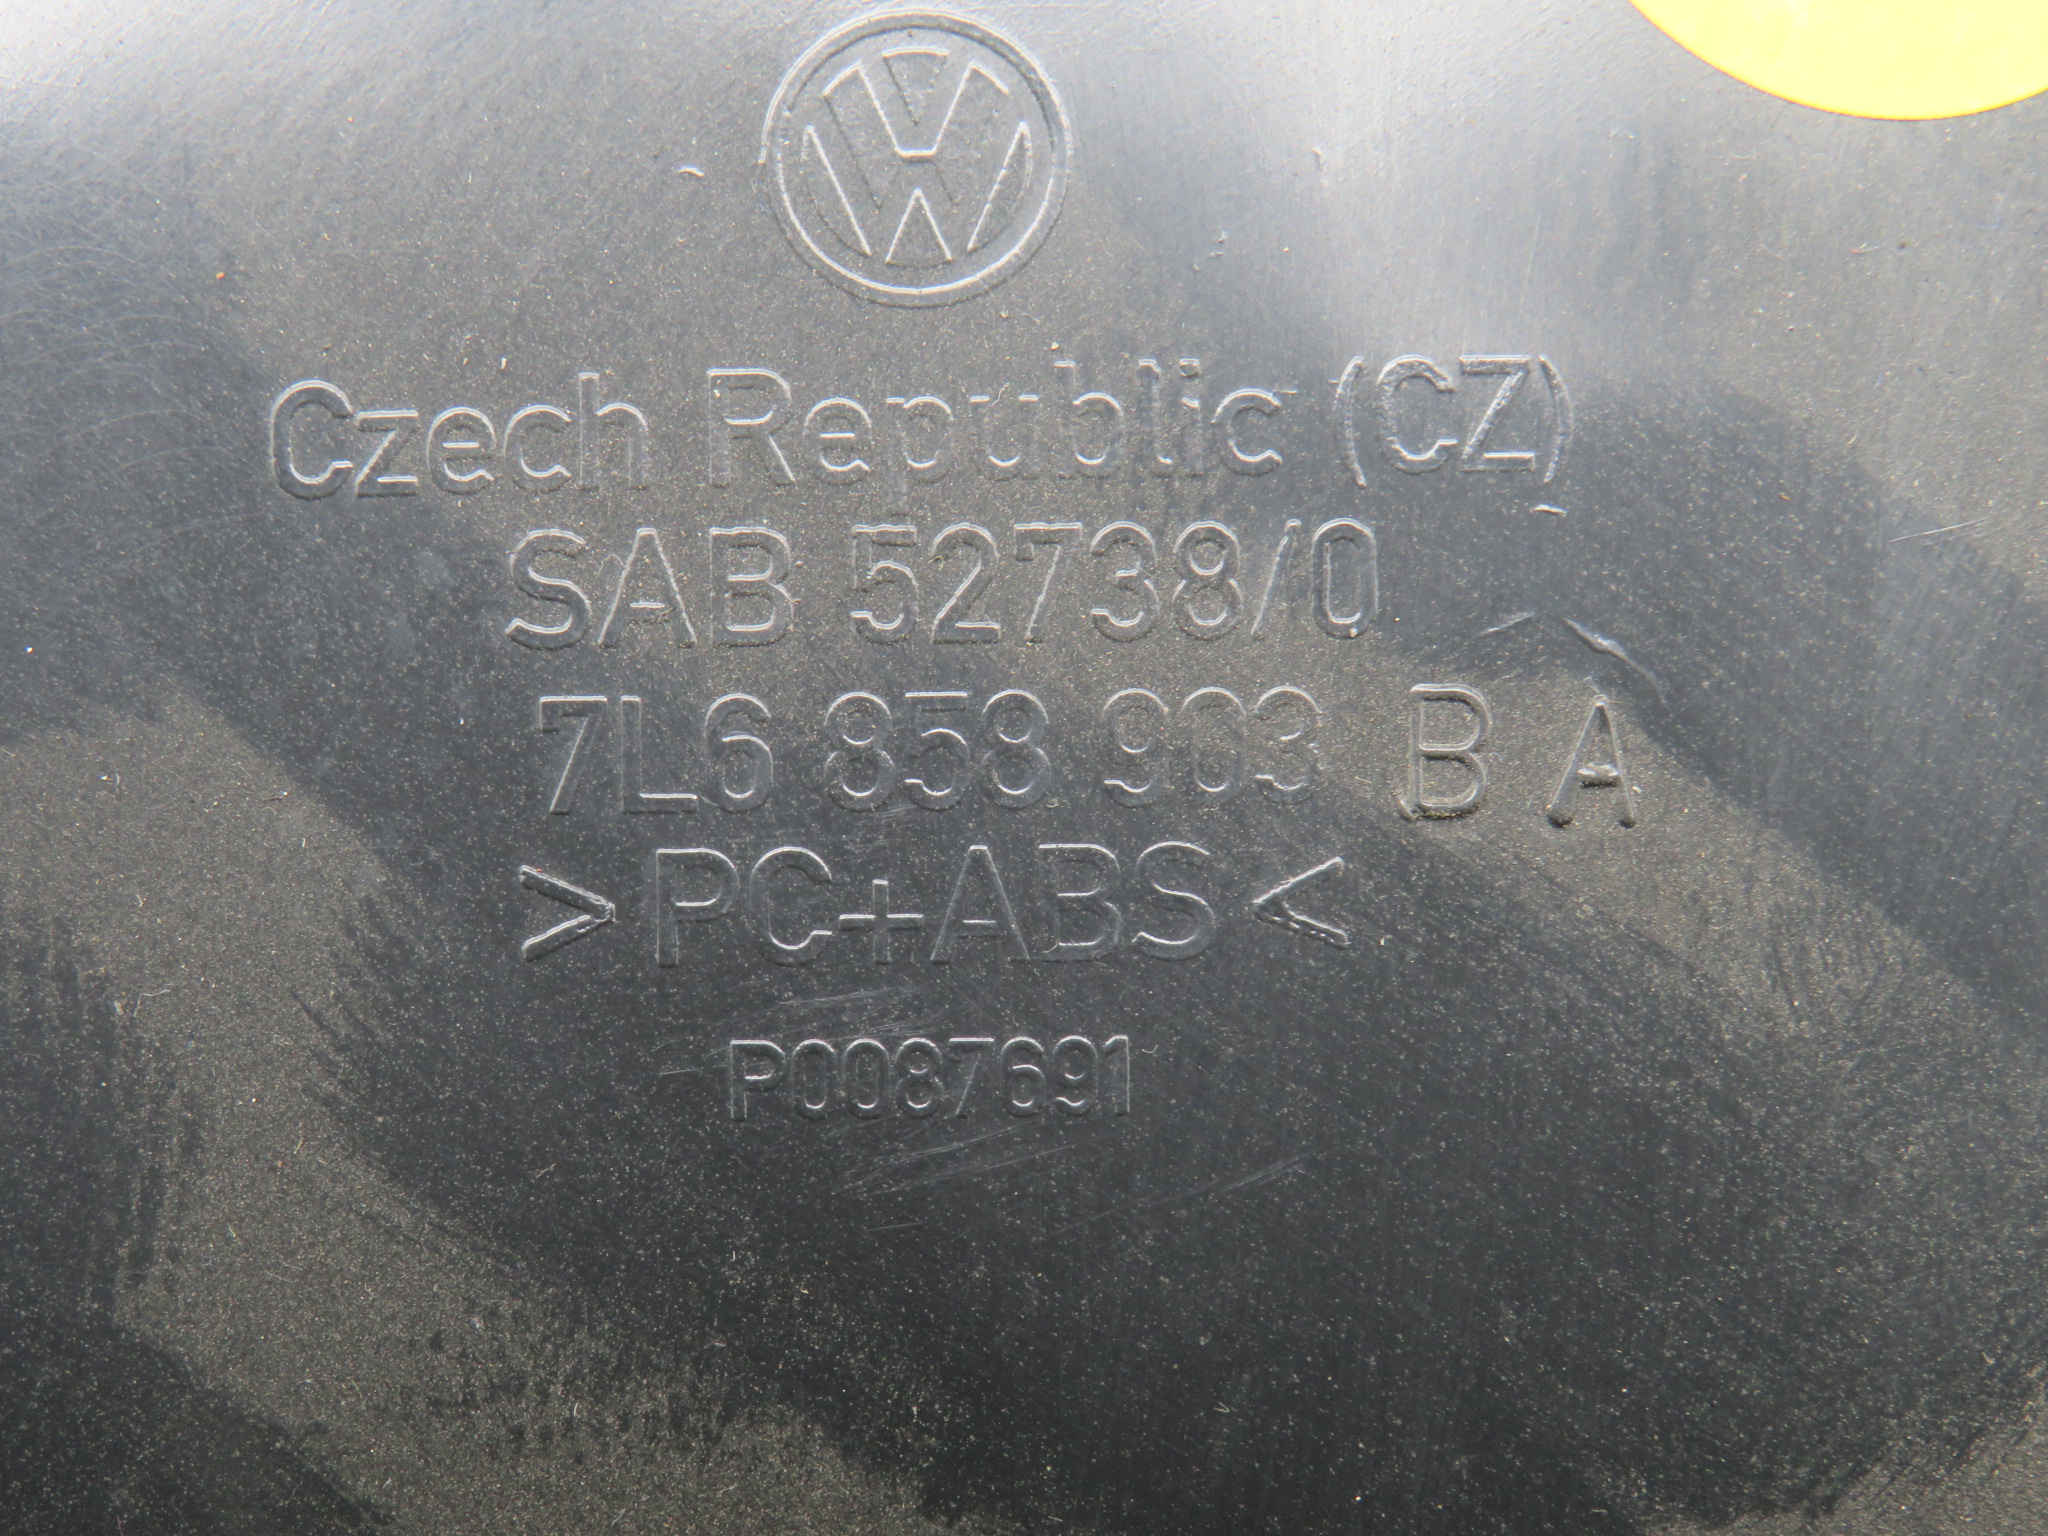 Czech Republic (CZ)
SAB 52738/0
7L6 858 903 B A
>PC+ABS<
P0087691